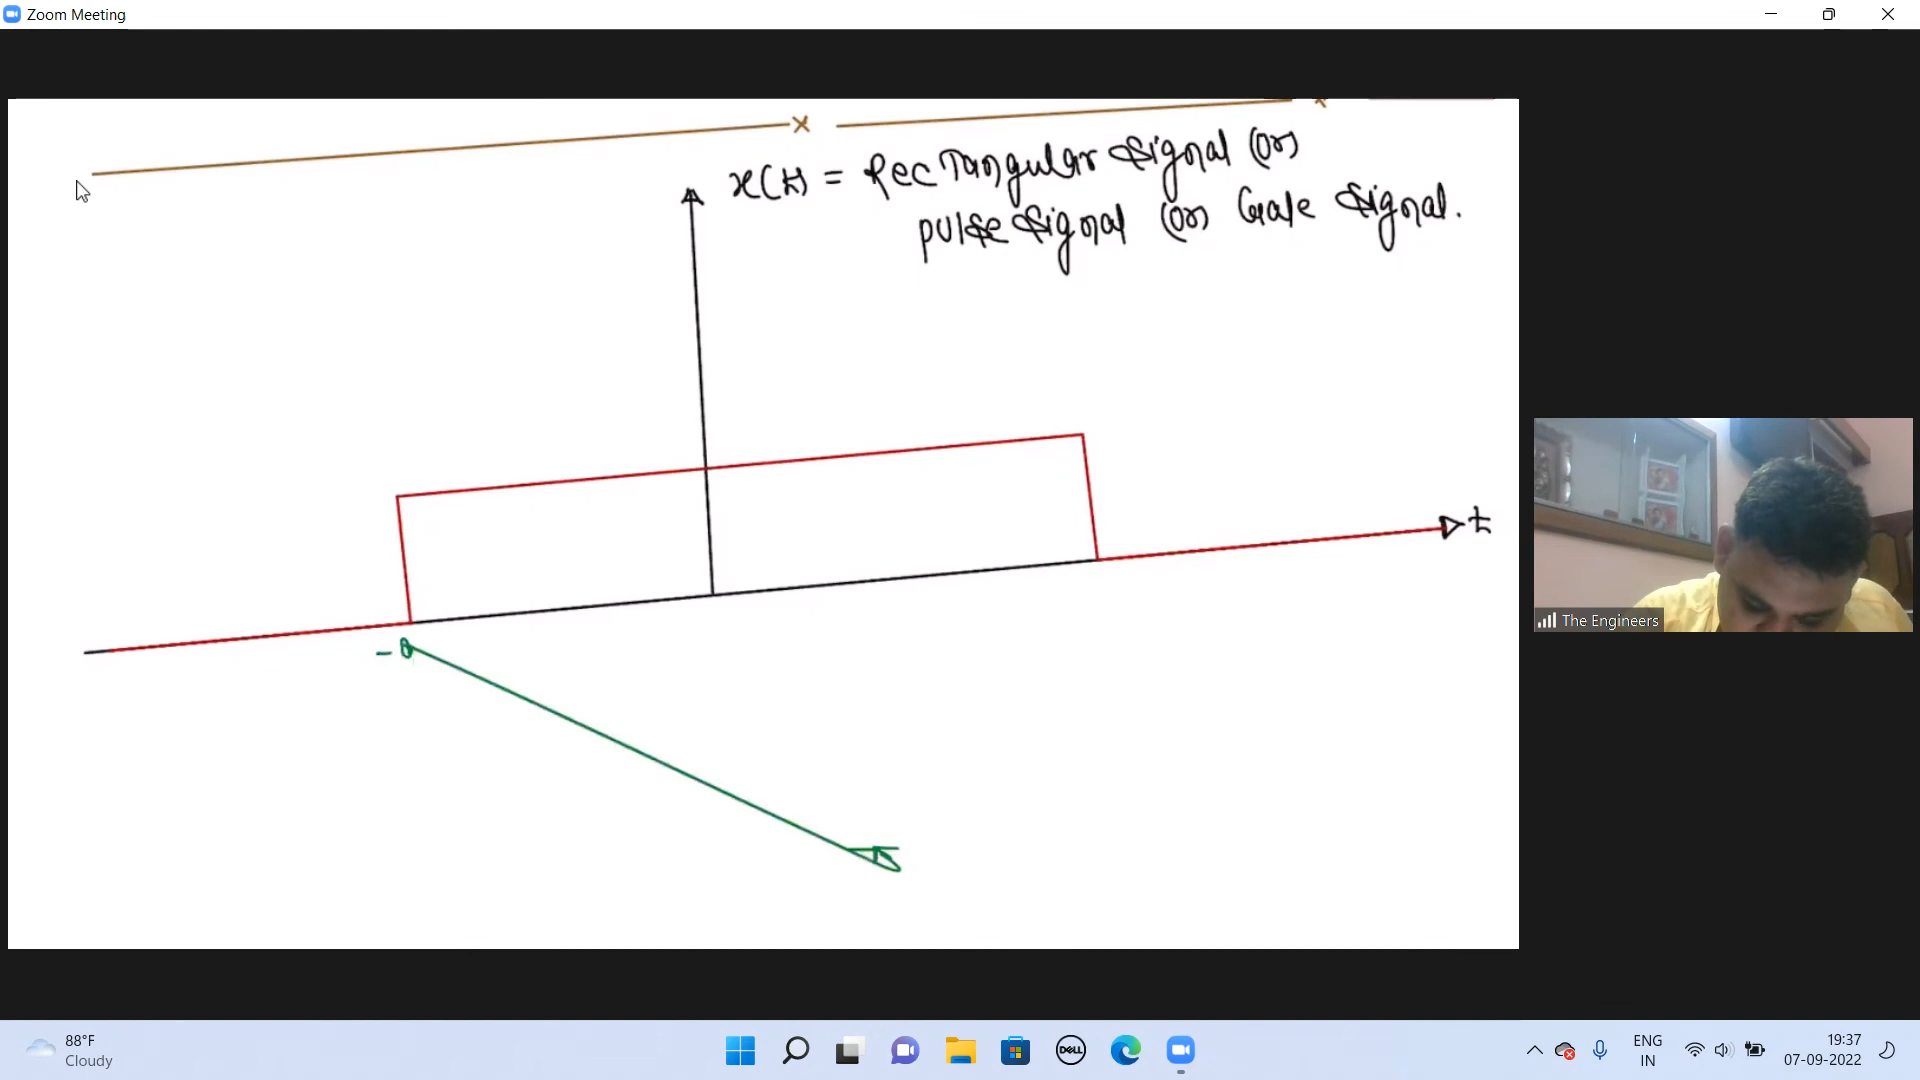 Zoom Meeting
x(t) = Rectangular Signal (or)
pulse Signal (or) Gate Signal.
t
The Engineers
88°F
Cloudy
DELL
ENG
IN
19:37
07-09-2022